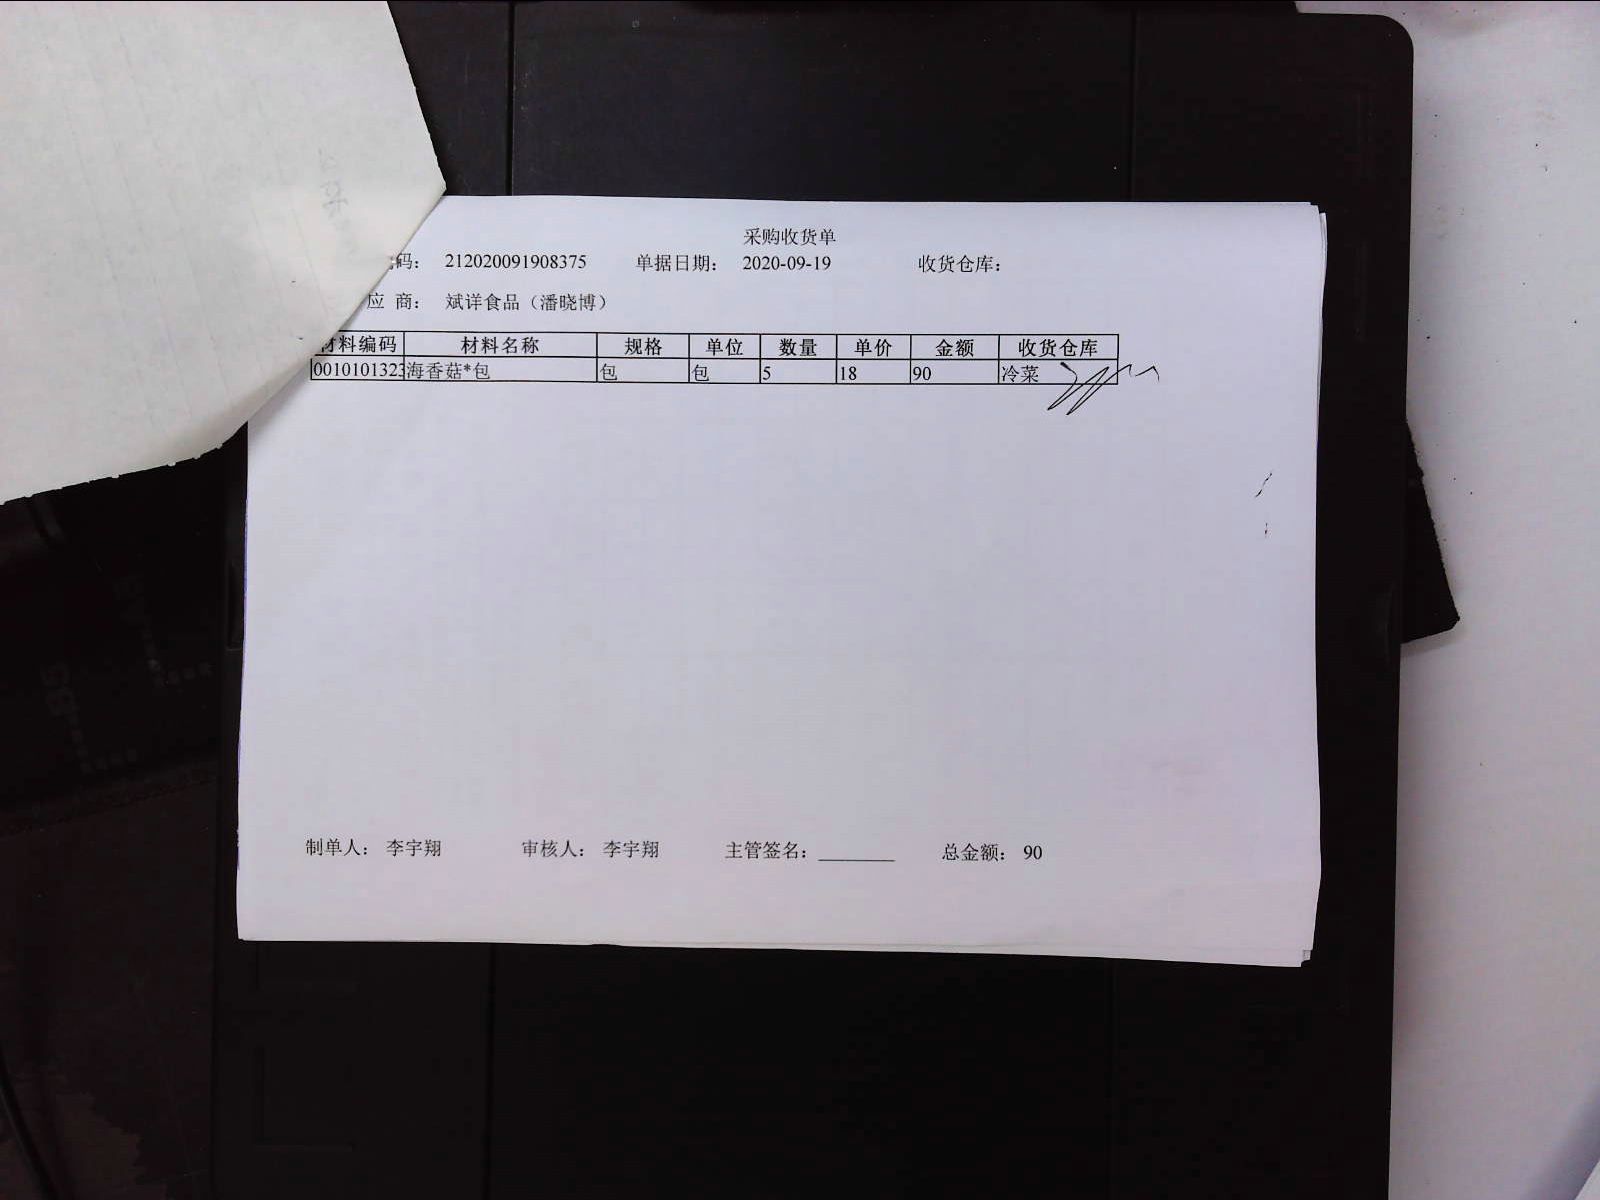 采购收货单
码： 212020091908375 单据日期： 2020-09-19 收货仓库：
应 商： 斌详食品（潘晓博）
材料编码 材料名称 规格 单位 数量 单价 金额 收货仓库
0010101323 海香菇*包 包 包 5 18 90 冷菜
制单人： 李宇翔 审核人： 李宇翔 主管签名： 总金额： 90